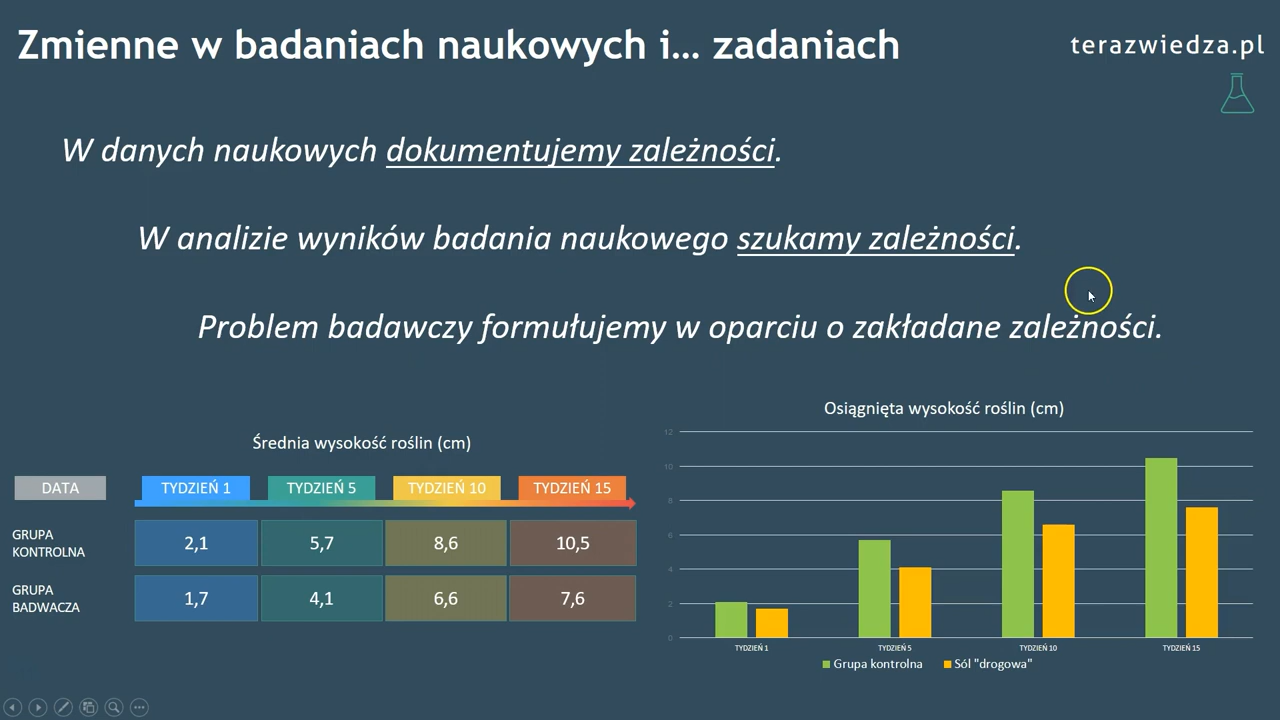 Zmienne w badaniach naukowych i... zadaniach
terazwiedza.pl
W danych naukowych dokumentujemy zależności.
W analizie wyników badania naukowego szukamy zależności.
Problem badawczy formułujemy w oparciu o zakładane zależności.
Średnia wysokość roślin (cm)
DATA TYDZIEŃ 1 TYDZIEŃ 5 TYDZIEŃ 10 TYDZIEŃ 15
GRUPA
KONTROLNA
2,1 5,7 8,6 10,5
GRUPA
BADWACZA
1,7 4,1 6,6 7,6
Osiągnięta wysokość roślin (cm)
12
10
8
6
4
2
0
TYDZIEŃ 1 TYDZIEŃ 5 TYDZIEŃ 10 TYDZIEŃ 15
Grupa kontrolna Sól "drogowa"